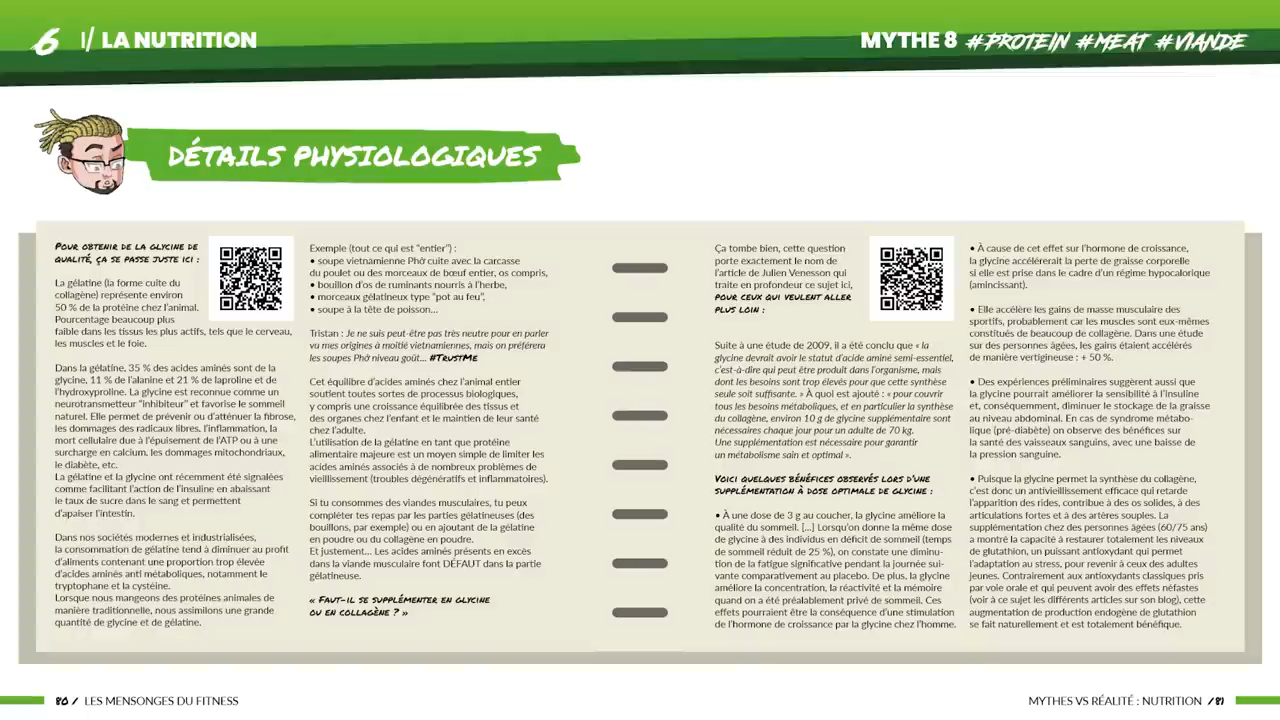 6 I/ LA NUTRITION
MYTHE 8 #PROTEIN #MEAT #VIANDE
DÉTAILS PHYSIOLOGIQUES
POUR OBTENIR DE LA GLYCINE DE
QUALITÉ, ÇA SE PASSE JUSTE ICI :
La gélatine (la forme cuite du
collagène) représente environ
50 % de la protéine chez l'animal.
Pourcentage beaucoup plus
faible dans les tissus les plus actifs, tels que le cerveau,
les muscles et le foie.
Dans la gélatine, 35 % des acides aminés sont de la
glycine, 11 % de l'alanine et 21 % de laproline et de
l'hydroxyproline. La glycine est reconnue comme un
neurotransmetteur "inhibiteur" et favorise le sommeil
naturel. Elle permet de prévenir ou d'atténuer la fibrose,
les dommages des radicaux libres, l'inflammation, la
mort cellulaire due à l'épuisement de l'ATP ou à une
surcharge en calcium, les dommages mitochondriaux,
le diabète, etc.
La gélatine et la glycine ont récemment été signalées
comme facilitant l'action de l'insuline en abaissant
le taux de sucre dans le sang et permettent
d'apaiser l'intestin.
Dans nos sociétés modernes et industrialisées,
la consommation de gélatine tend à diminuer au profit
d'aliments contenant une proportion trop élevée
d'acides aminés anti métaboliques, notamment le
tryptophane et la cystéine.
Lorsque nous mangeons des protéines animales de
manière traditionnelle, nous assimilons une grande
quantité de glycine et de gélatine.
Exemple (tout ce qui est "entier") :
• soupe vietnamienne Phở cuite avec la carcasse
du poulet ou des morceaux de bœuf entier, os compris,
• bouillon d'os de ruminants nourris à l'herbe,
• morceaux gélatineux type "pot au feu",
• soupe à la tête de poisson...
Tristan : Je ne suis peut-être pas très neutre pour en parler
vu mes origines à moitié vietnamiennes, mais on préférera
les soupes Phở niveau goût... #TRUSTME
Cet équilibre d'acides aminés chez l'animal entier
soutient toutes sortes de processus biologiques,
y compris une croissance équilibrée des tissus et
des organes chez l'enfant et le maintien de leur santé
chez l'adulte.
L'utilisation de la gélatine en tant que protéine
alimentaire majeure est un moyen simple de limiter les
acides aminés associés à de nombreux problèmes de
vieillissement (troubles dégénératifs et inflammatoires).
Si tu consommes des viandes musculaires, tu peux
compléter tes repas par les parties gélatineuses (des
bouillons, par exemple) ou en ajoutant de la gélatine
en poudre ou du collagène en poudre.
Et justement... Les acides aminés présents en excès
dans la viande musculaire font DÉFAUT dans la partie
gélatineuse.
« FAUT-IL SE SUPPLÉMENTER EN GLYCINE
OU EN COLLAGÈNE ? »
Ça tombe bien, cette question
porte exactement le nom de
l'article de Julien Venesson qui
traite en profondeur ce sujet ici,
POUR CEUX QUI VEULENT ALLER
PLUS LOIN :
Suite à une étude de 2009, il a été conclu que « la
glycine devrait avoir le statut d'acide aminé semi-essentiel,
c'est-à-dire qui peut être produit dans l'organisme, mais
dont les besoins sont trop élevés pour que cette synthèse
seule soit suffisante. » À quoi est ajouté : « pour couvrir
tous les besoins métaboliques, et en particulier la synthèse
du collagène, environ 10 g de glycine supplémentaire sont
nécessaires chaque jour pour un adulte de 70 kg.
Une supplémentation est nécessaire pour garantir
un métabolisme sain et optimal ».
VOICI QUELQUES BÉNÉFICES OBSERVÉS LORS D'UNE
SUPPLÉMENTATION À DOSE OPTIMALE DE GLYCINE :
• À une dose de 3 g au coucher, la glycine améliore la
qualité du sommeil. [...] Lorsqu'on donne la même dose
de glycine à des individus en déficit de sommeil (temps
de sommeil réduit de 25 %), on constate une diminu-
tion de la fatigue significative pendant la journée sui-
vante comparativement au placebo. De plus, la glycine
améliore la concentration, la réactivité et la mémoire
quand on a été préalablement privé de sommeil. Ces
effets pourraient être la conséquence d'une stimulation
de l'hormone de croissance par la glycine chez l'homme.
• À cause de cet effet sur l'hormone de croissance,
la glycine accélérerait la perte de graisse corporelle
si elle est prise dans le cadre d'un régime hypocalorique
(amincissant).
• Elle accélère les gains de masse musculaire des
sportifs, probablement car les muscles sont eux-mêmes
constitués de beaucoup de collagène. Dans une étude
sur des personnes âgées, les gains étaient accélérés
de manière vertigineuse : + 50 %.
• Des expériences préliminaires suggèrent aussi que
la glycine pourrait améliorer la sensibilité à l'insuline
et, conséquemment, diminuer le stockage de la graisse
au niveau abdominal. En cas de syndrome métabo-
lique (pré-diabète) on observe des bénéfices sur
la santé des vaisseaux sanguins, avec une baisse de
la pression sanguine.
• Puisque la glycine permet la synthèse du collagène,
c'est donc un antivieillissement efficace qui retarde
l'apparition des rides, contribue à des os solides, à des
articulations fortes et à des artères souples. La
supplémentation chez des personnes âgées (60/75 ans)
a montré la capacité à restaurer totalement les niveaux
de glutathion, un puissant antioxydant qui permet
l'adaptation au stress, pour revenir à ceux des adultes
jeunes. Contrairement aux antioxydants classiques pris
par voie orale et qui peuvent avoir des effets néfastes
(voir à ce sujet les différents articles sur son blog), cette
augmentation de production endogène de glutathion
se fait naturellement et est totalement bénéfique.
80 / LES MENSONGES DU FITNESS
MYTHES VS RÉALITÉ : NUTRITION / 81